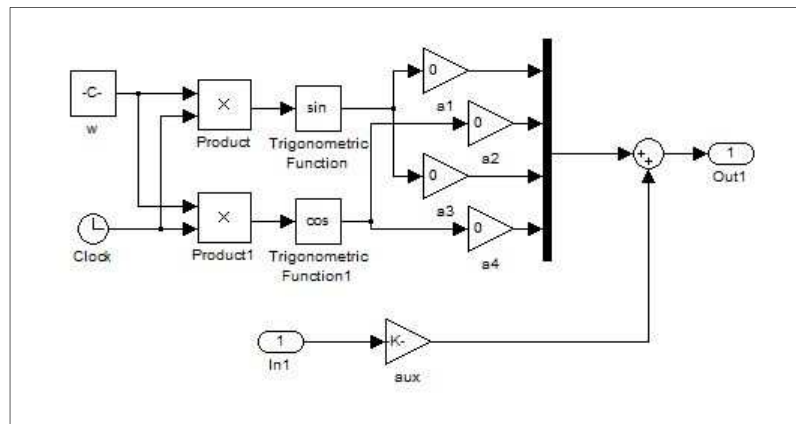 -C-
w
Clock
×
Product
×
Product1
sin
Trigonometric
Function
cos
Trigonometric
Function1
0
a1
0
a2
0
a3
0
a4
1
In1
-K-
aux
++
1
Out1